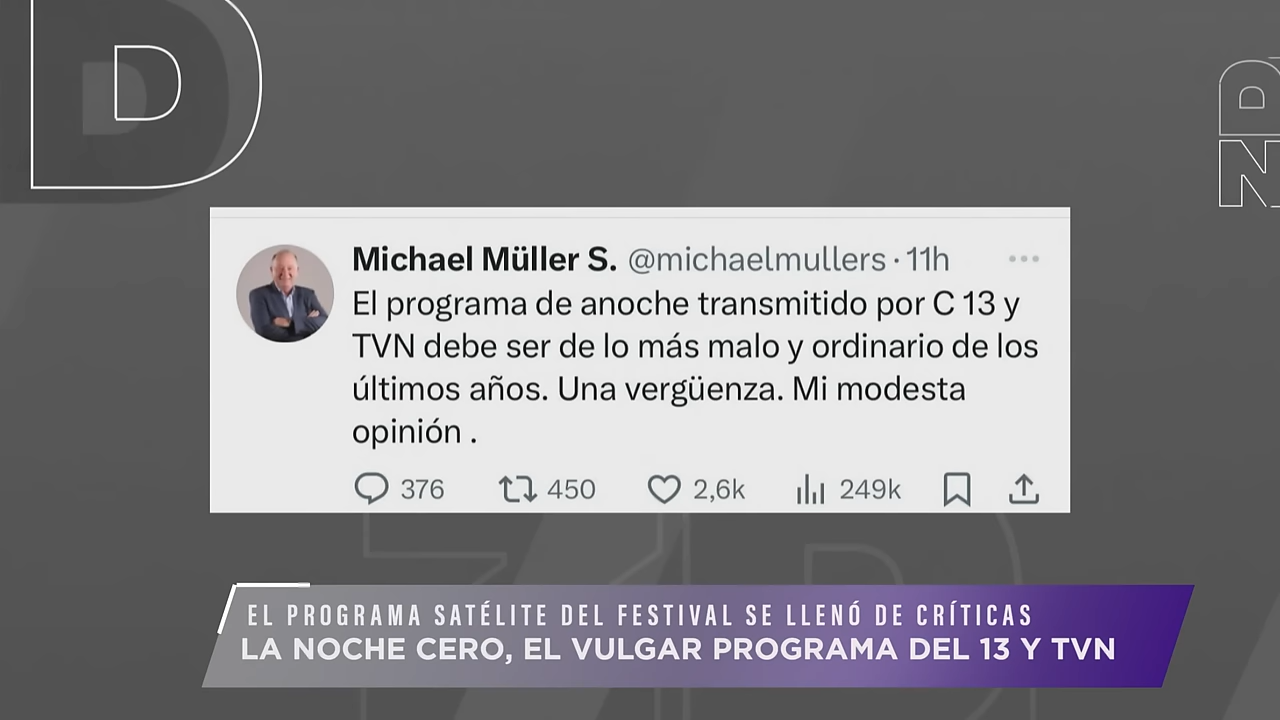 D
D
ND
Michael Müller S. @michaelmullers · 11h
El programa de anoche transmitido por C 13 y
TVN debe ser de lo más malo y ordinario de los
últimos años. Una vergüenza. Mi modesta
opinión .
376 450 2,6k 249k
EL PROGRAMA SATÉLITE DEL FESTIVAL SE LLENÓ DE CRÍTICAS
LA NOCHE CERO, EL VULGAR PROGRAMA DEL 13 Y TVN